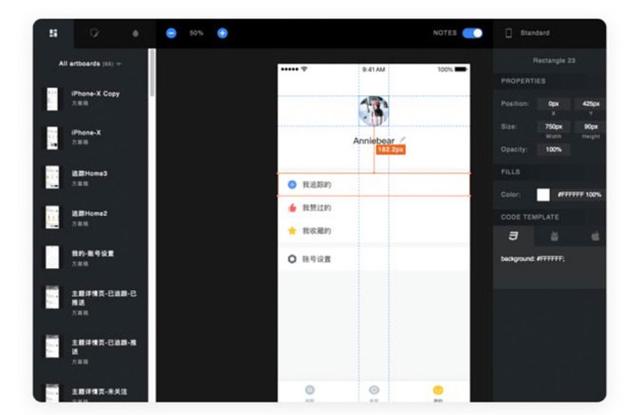 50%
NOTES
Standard
All artboards
iPhone-X Copy
方案稿
iPhone-X
方案稿
追踪Home3
方案稿
追踪Home2
方案稿
我的-账号设置
方案稿
主题详情页-已追踪-已推送
方案稿
主题详情页-已追踪-推送
方案稿
主题详情页-未关注
方案稿
9:41 AM
100%
Anniebear
182.2px
我追踪的
我赞过的
我收藏的
账号设置
我的
Rectangle 23
PROPERTIES
Position: 0px 425px
X Y
Size: 750px 90px
Width Height
Opacity: 100%
FILLS
Color: #FFFFFF 100%
CODE TEMPLATE
background: #FFFFFF;